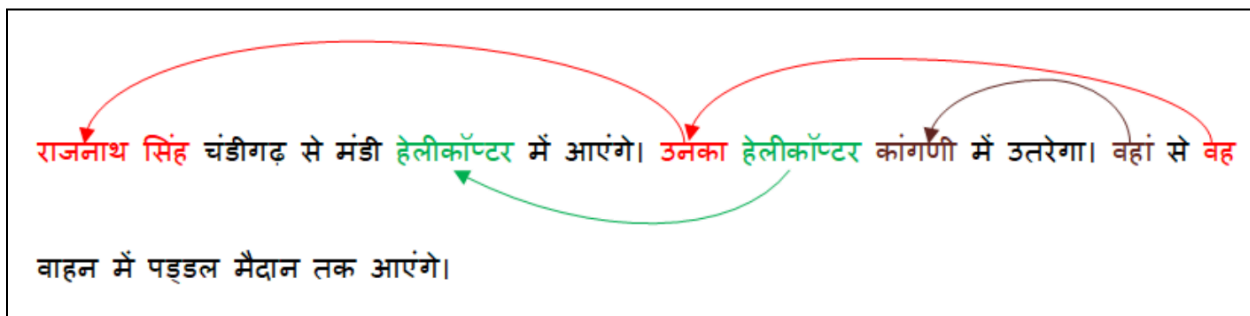 राजनाथ सिंह चंडीगढ़ से मंडी हेलीकॉप्टर में आएंगे। उनका हेलीकॉप्टर कांगणी में उतरेगा। वहां से वह
वाहन में पड्डल मैदान तक आएंगे।